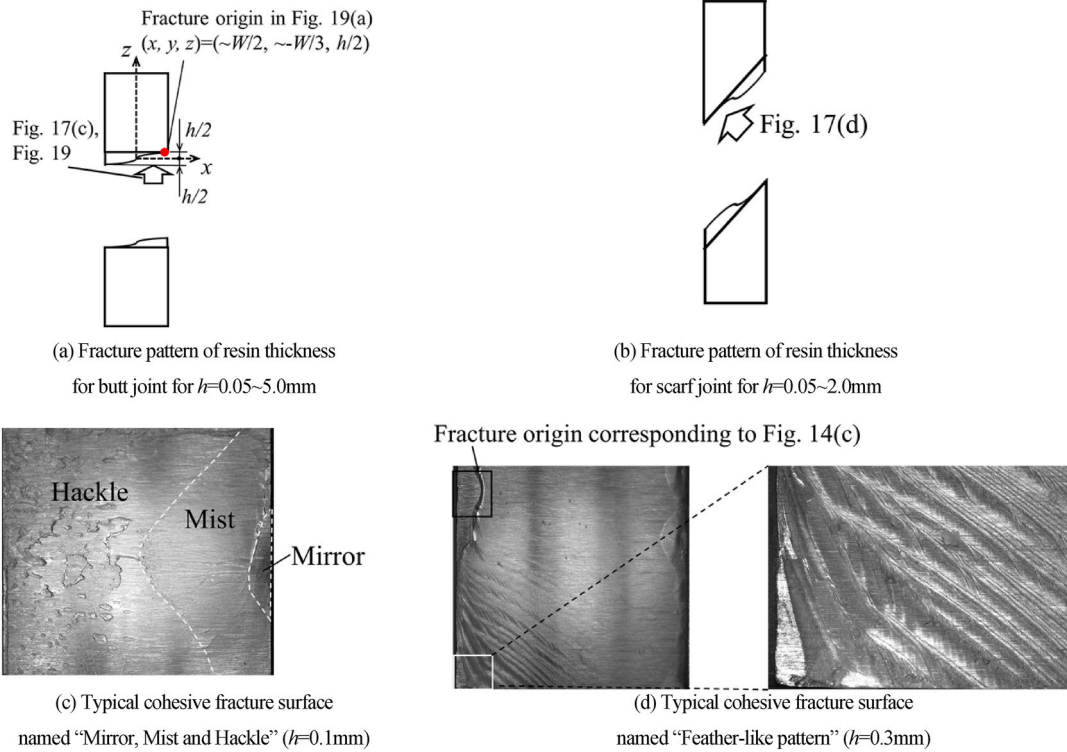 Fracture origin in Fig. 19(a)
(x, y, z)=(~W/2, ~-W/3, h/2)
z
Fig. 17(c),
Fig. 19
h/2
x
h/2
Fig. 17(d)
(a) Fracture pattern of resin thickness
for butt joint for h=0.05~5.0mm
(b) Fracture pattern of resin thickness
for scarf joint for h=0.05~2.0mm
Hackle
Mist
Mirror
(c) Typical cohesive fracture surface
named “Mirror, Mist and Hackle” (h=0.1mm)
Fracture origin corresponding to Fig. 14(c)
(d) Typical cohesive fracture surface
named “Feather-like pattern” (h=0.3mm)